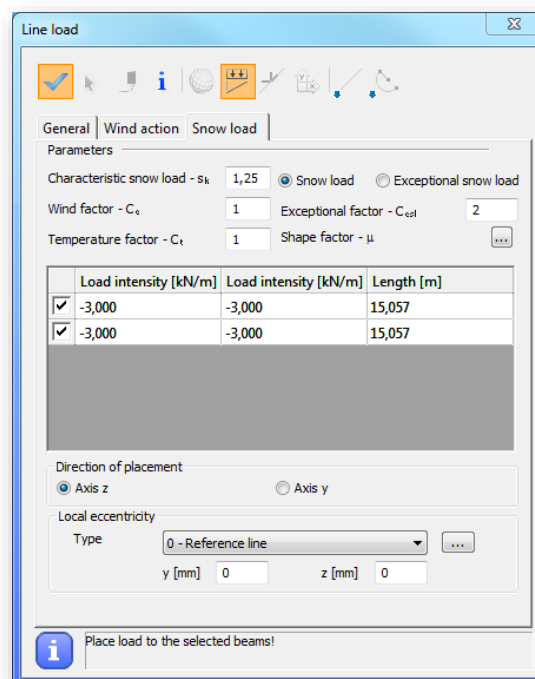 Line load
General Wind action Snow load
Parameters
Characteristic snow load - sₖ 1,25 Snow load Exceptional snow load
Wind factor - Cₑ 1 Exceptional factor - Cₑₛₗ 2
Temperature factor - Cₜ 1 Shape factor - μ ...
Load intensity [kN/m] Load intensity [kN/m] Length [m]
-3,000 -3,000 15,057
-3,000 -3,000 15,057
Direction of placement
Axis z Axis y
Local eccentricity
Type 0 - Reference line ...
y [mm] 0 z [mm] 0
Place load to the selected beams!